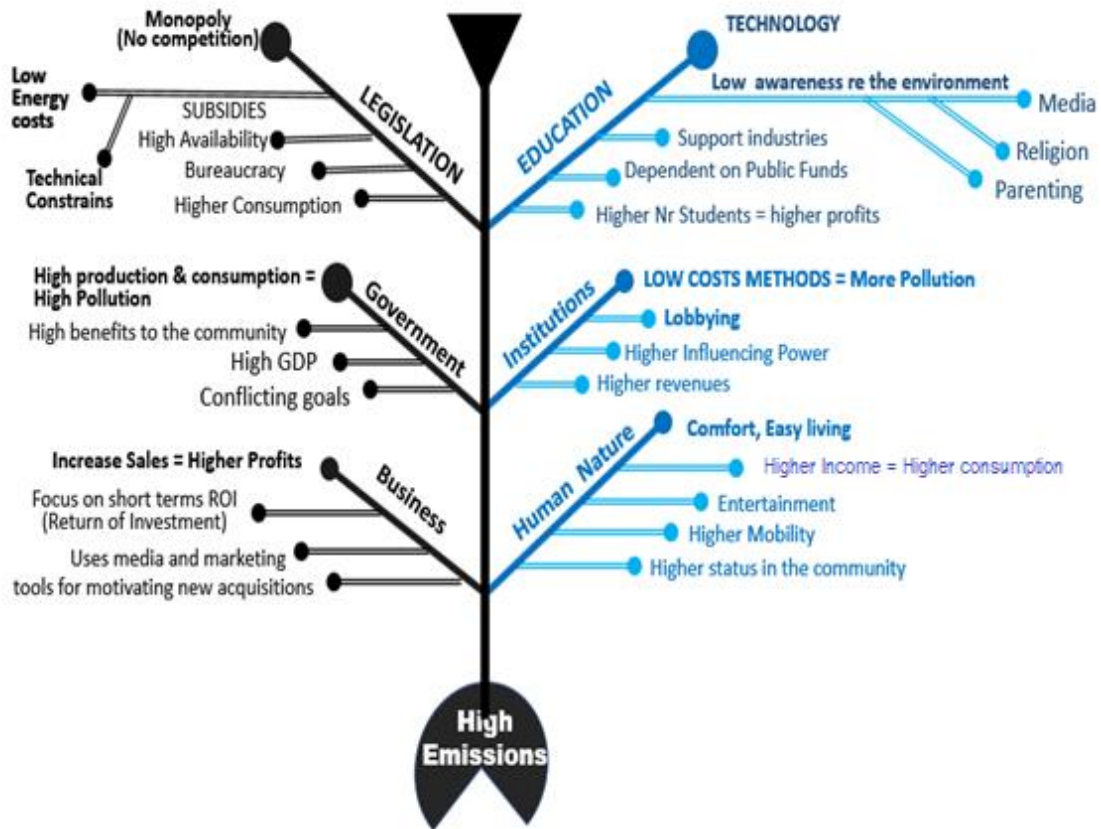 Monopoly
(No competition)
Low
Energy
costs
SUBSIDIES
High Availability
Bureaucracy
Higher Consumption
Technical
Constrains
LEGISLATION
TECHNOLOGY
EDUCATION
Low awareness re the environment
Media
Religion
Parenting
Support industries
Dependent on Public Funds
Higher Nr Students = higher profits
High production & consumption =
High Pollution
Government
High benefits to the community
High GDP
Conflicting goals
Institutions
LOW COSTS METHODS = More Pollution
Lobbying
Higher Influencing Power
Higher revenues
Increase Sales = Higher Profits
Business
Focus on short terms ROI
(Return of Investment)
Uses media and marketing
tools for motivating new acquisitions
Human Nature
Comfort, Easy living
Higher Income = Higher consumption
Entertainment
Higher Mobility
Higher status in the community
High
Emissions